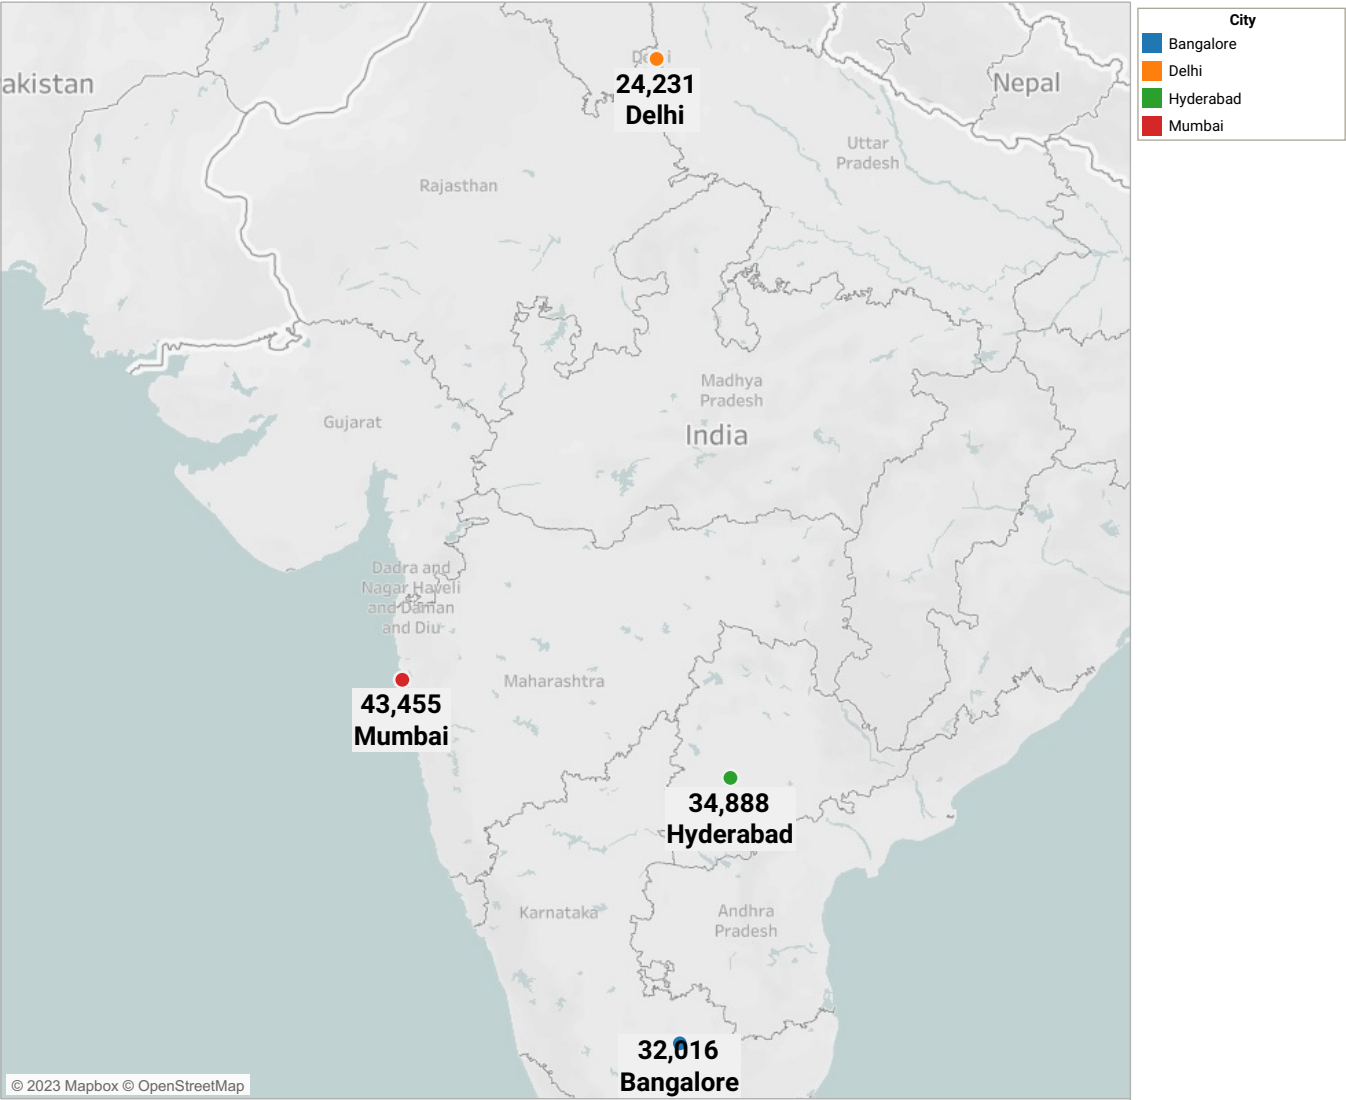 City
Bangalore
Delhi
Hyderabad
Mumbai
akistan
Nepal
24,231
Delhi
Uttar
Pradesh
Rajasthan
Madhya
Pradesh
India
Gujarat
Dadra and
Nagar Haveli
and Daman
and Diu
Maharashtra
43,455
Mumbai
34,888
Hyderabad
Karnataka
Andhra
Pradesh
32,016
Bangalore
© 2023 Mapbox © OpenStreetMap